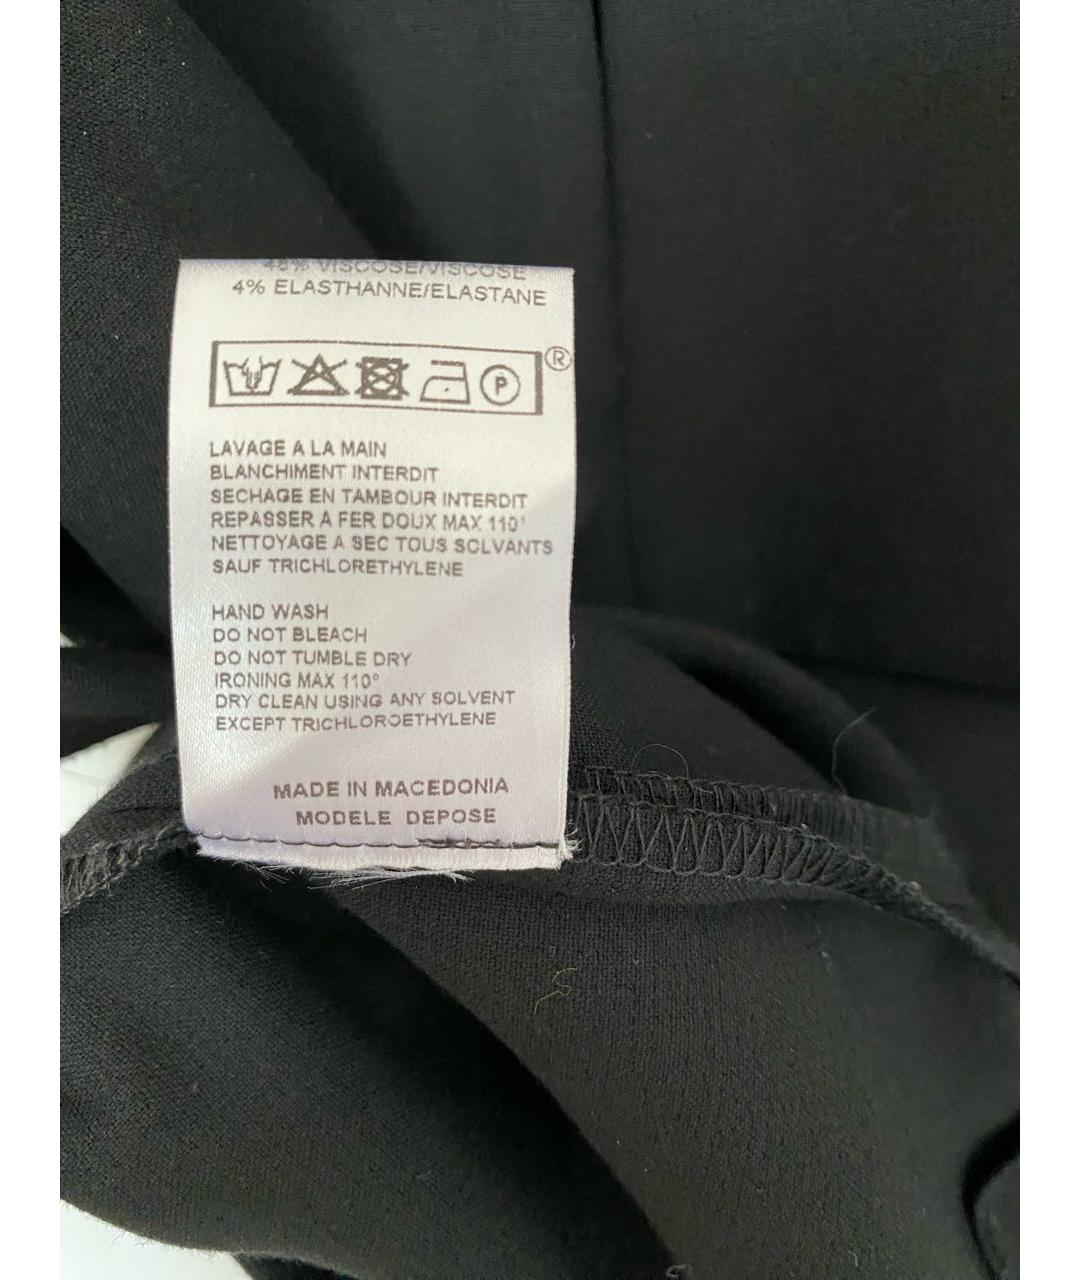 48% VISCOSE/VISCOSE
4% ELASTHANNE/ELASTANE
®
P
LAVAGE A LA MAIN
BLANCHIMENT INTERDIT
SECHAGE EN TAMBOUR INTERDIT
REPASSER A FER DOUX MAX 110°
NETTOYAGE A SEC TOUS SOLVANTS
SAUF TRICHLORETHYLENE
HAND WASH
DO NOT BLEACH
DO NOT TUMBLE DRY
IRONING MAX 110°
DRY CLEAN USING ANY SOLVENT
EXCEPT TRICHLOROETHYLENE
MADE IN MACEDONIA
MODELE DEPOSE